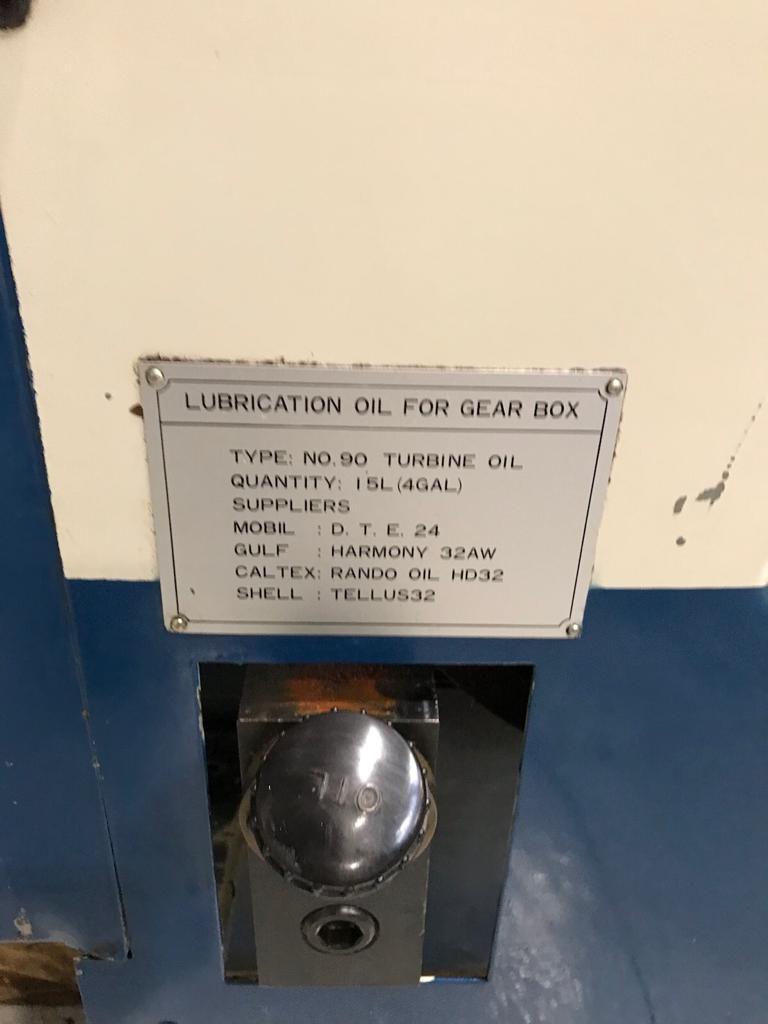 LUBRICATION OIL FOR GEAR BOX
TYPE: NO.90 TURBINE OIL
QUANTITY: 15L(4GAL)
SUPPLIERS
MOBIL : D. T. E. 24
GULF : HARMONY 32AW
CALTEX: RANDO OIL HD32
SHELL : TELLUS32
OIL